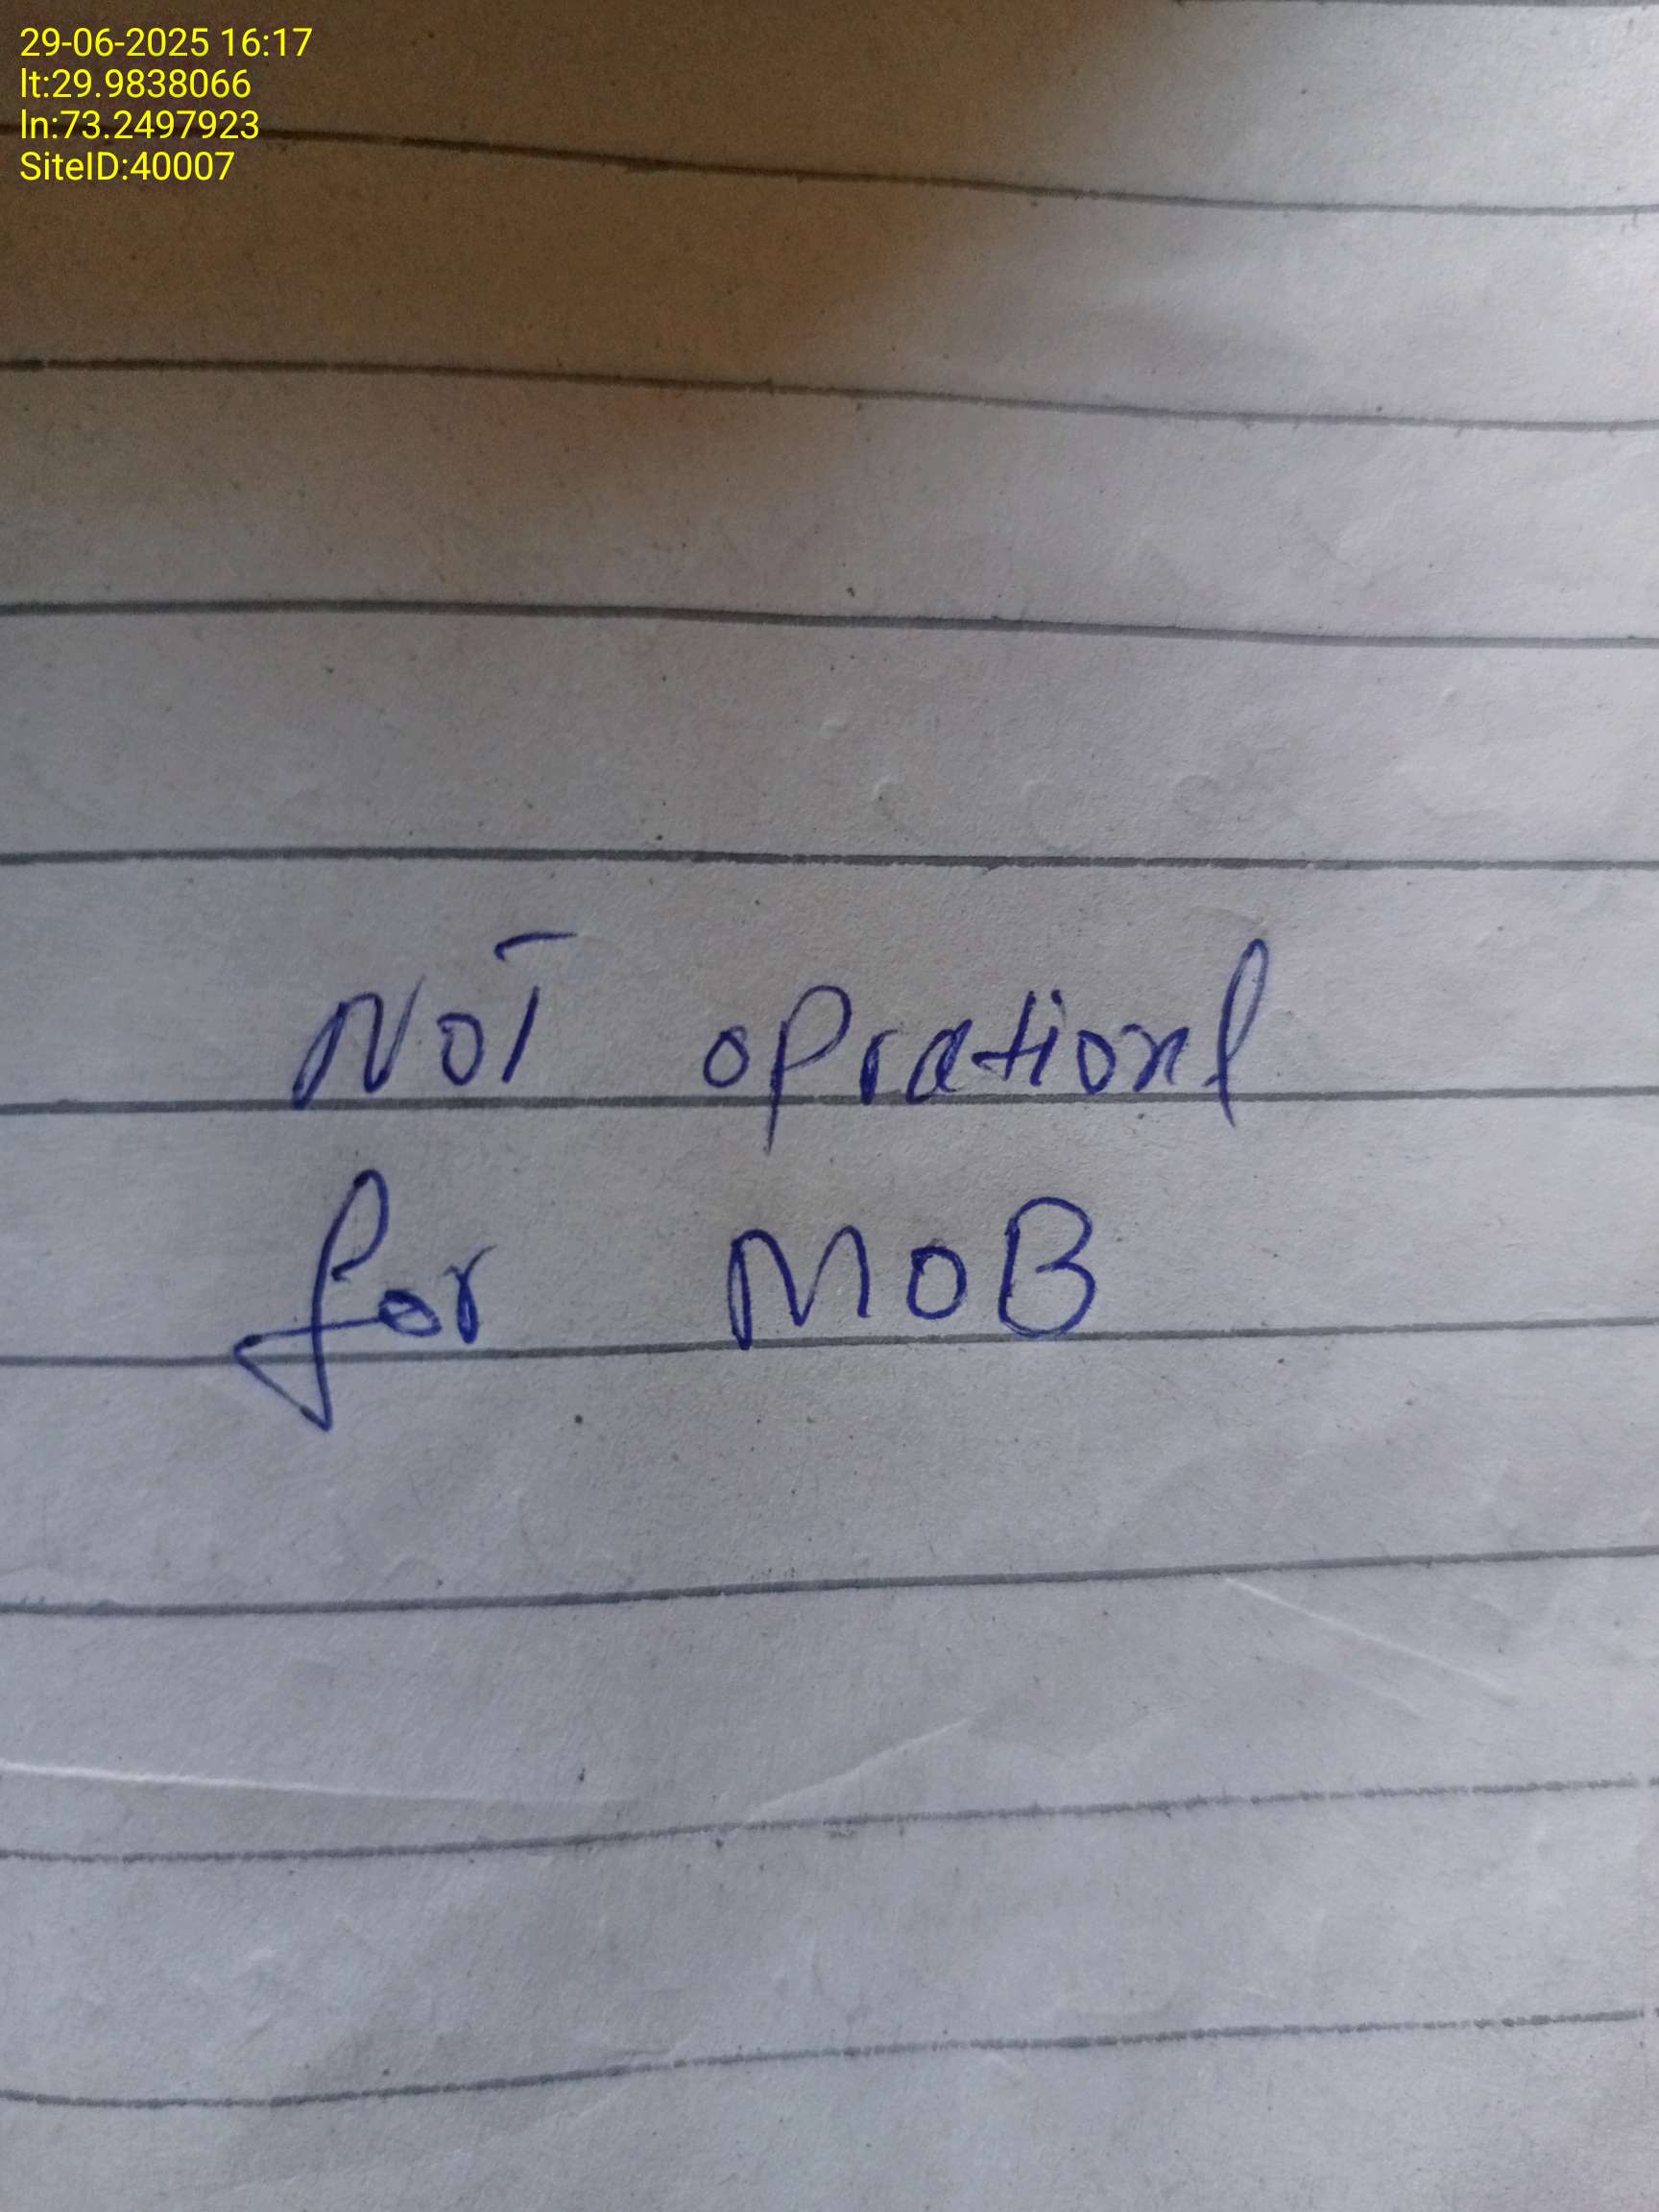 29-06-2025 16:17
lt:29.9838066
ln:73.2497923
SiteID:40007
NOT oprationl
for MOB